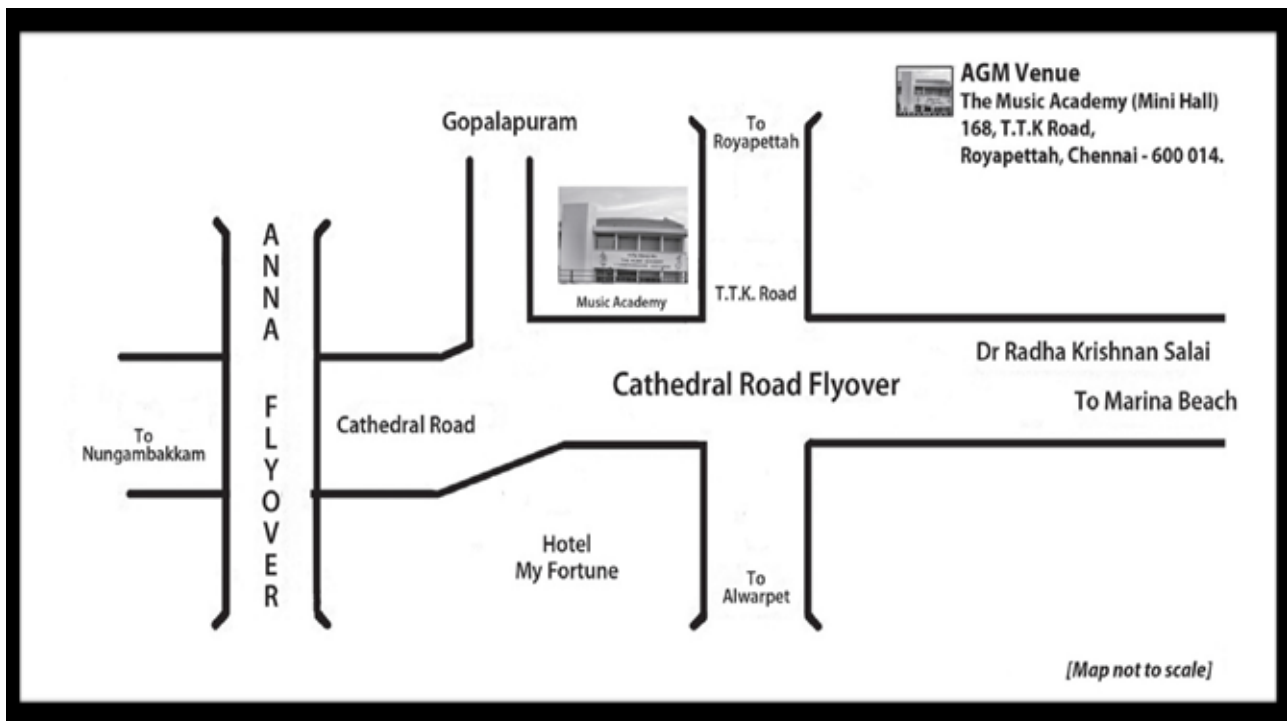 AGM Venue
The Music Academy (Mini Hall)
168, T.T.K Road,
Royapettah, Chennai - 600 014.
Gopalapuram
To
Royapettah
ANNA FLYOVER
Music Academy
T.T.K. Road
Dr Radha Krishnan Salai
Cathedral Road Flyover
To Marina Beach
Cathedral Road
To
Nungambakkam
Hotel
My Fortune
To
Alwarpet
[Map not to scale]